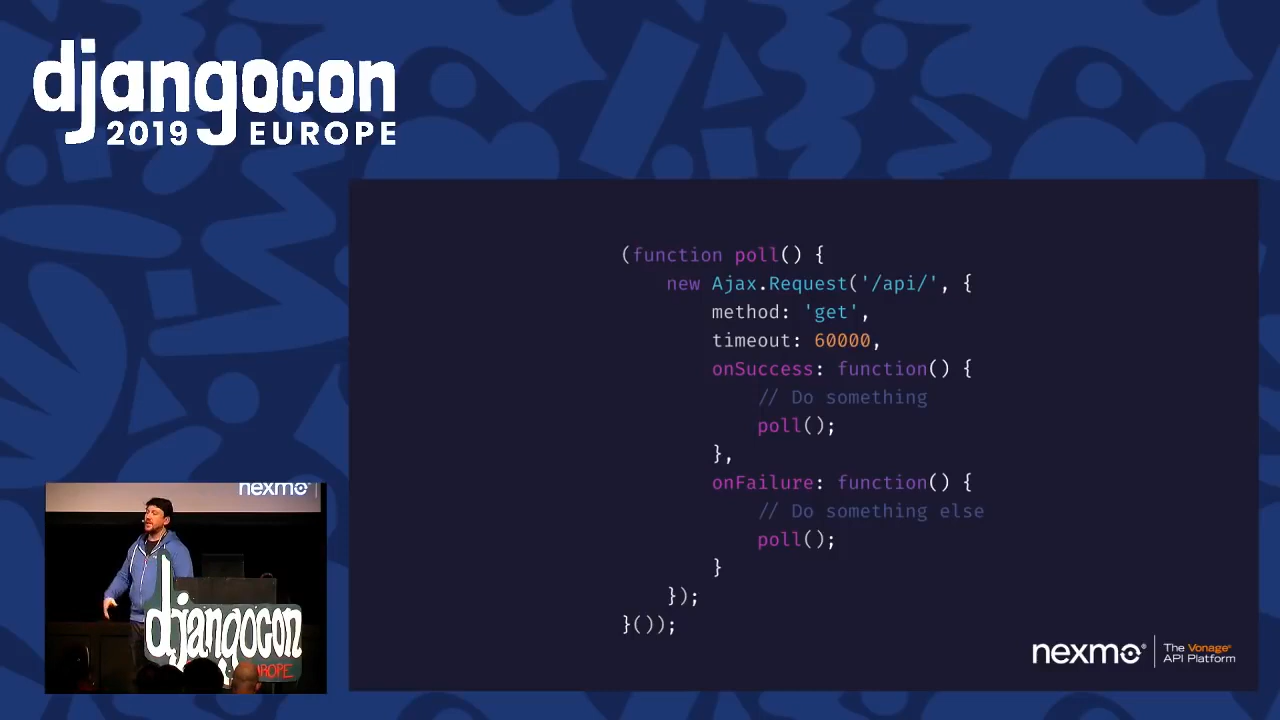 djangocon
2019 EUROPE
(function poll() {
new Ajax.Request('/api/', {
method: 'get',
timeout: 60000,
onSuccess: function() {
// Do something
poll();
},
onFailure: function() {
// Do something else
poll();
}
});
}());
nexmo
The Vonage®
API Platform
nexmo
djangocon
EUROPE